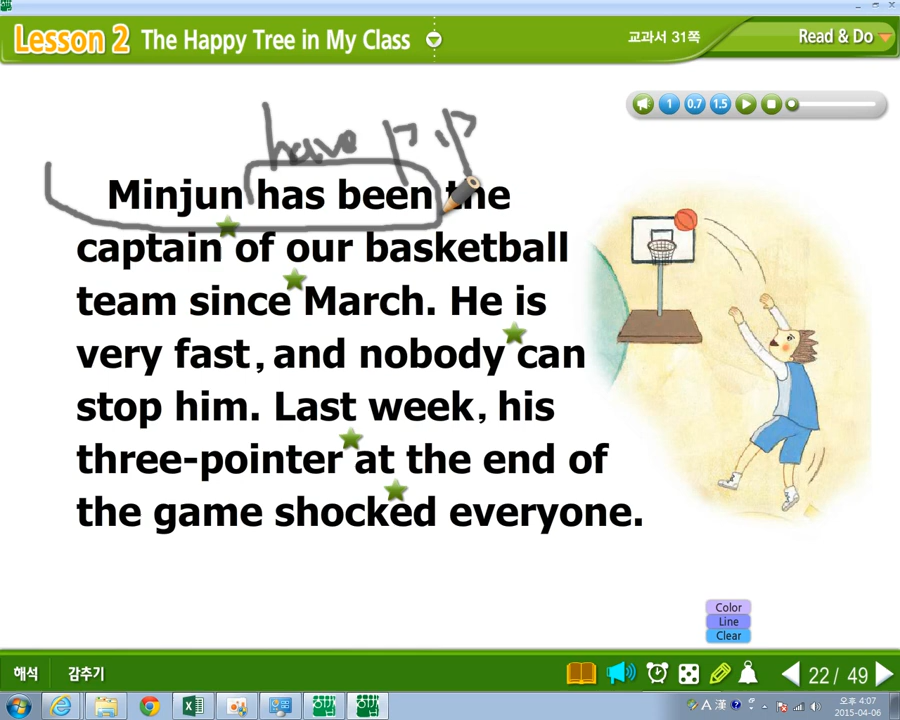 Lesson 2 The Happy Tree in My Class
교과서 31쪽
Read & Do
1 0.7 1.5
have p.p
Minjun has been the
captain of our basketball
team since March. He is
very fast, and nobody can
stop him. Last week, his
three-pointer at the end of
the game shocked everyone.
Color
Line
Clear
해석 감추기
22 / 49
A 漢
오후 4:07
2015-04-06